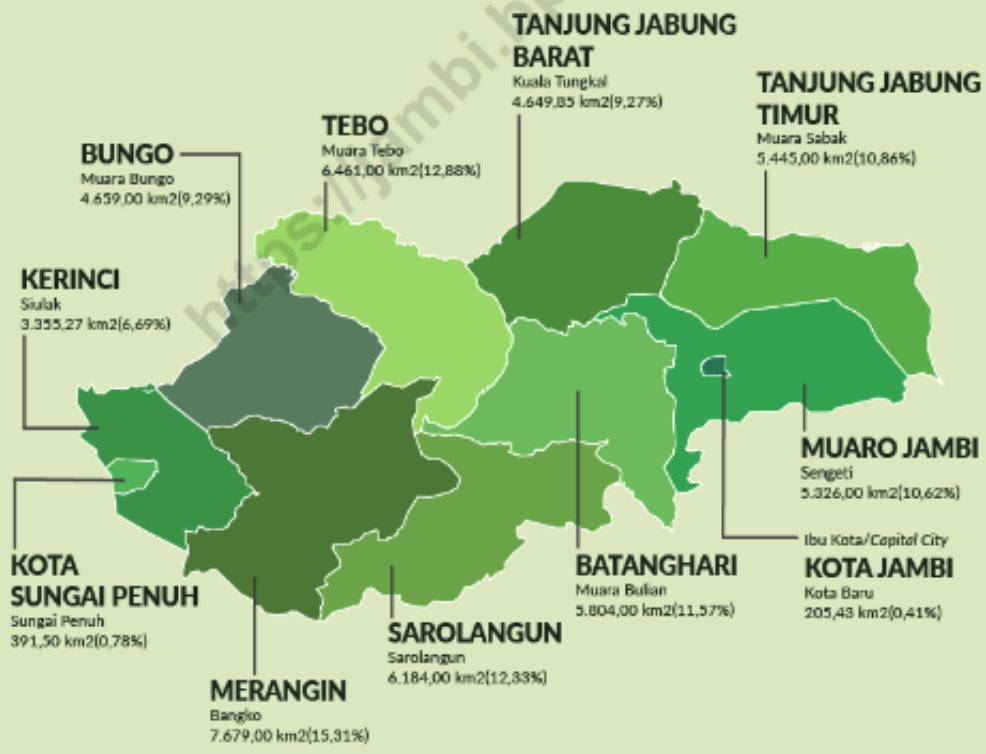 TANJUNG JABUNG
BARAT
Kuala Tungkal
4.649,85 km2(9,27%)
TANJUNG JABUNG
TIMUR
Muara Sabak
5.445,00 km2(10,86%)
TEBO
Muara Tebo
6.461,00 km2(12,88%)
BUNGO
Muara Bungo
4.659,00 km2(9,29%)
KERINCI
Siulak
3.355,27 km2(6,69%)
MUARO JAMBI
Sengeti
5.326,00 km2(10,62%)
Ibu Kota/Capital City
KOTA JAMBI
Kota Baru
205,43 km2(0,41%)
KOTA
SUNGAI PENUH
Sungai Penuh
391,50 km2(0,78%)
BATANGHARI
Muara Bulian
5.804,00 km2(11,57%)
SAROLANGUN
Sarolangun
6.184,00 km2(12,33%)
MERANGIN
Bangko
7.679,00 km2(15,31%)